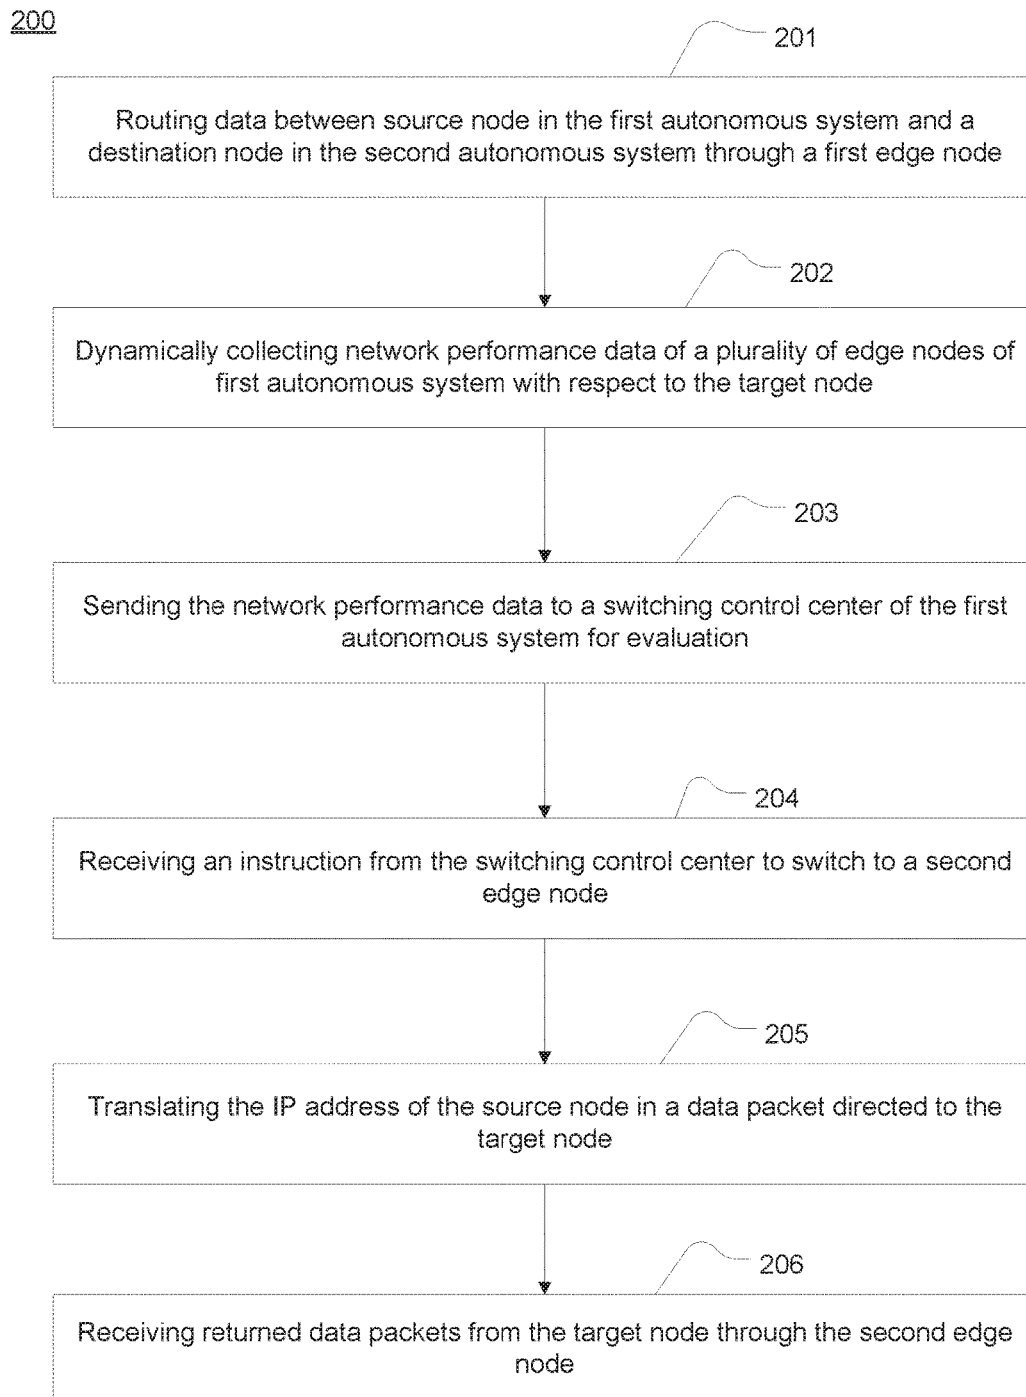 200
201
Routing data between source node in the first autonomous system and a
destination node in the second autonomous system through a first edge node
202
Dynamically collecting network performance data of a plurality of edge nodes of
first autonomous system with respect to the target node
203
Sending the network performance data to a switching control center of the first
autonomous system for evaluation
204
Receiving an instruction from the switching control center to switch to a second
edge node
205
Translating the IP address of the source node in a data packet directed to the
target node
206
Receiving returned data packets from the target node through the second edge
node